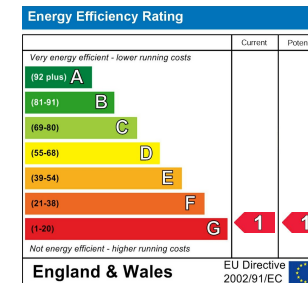 Energy Efficiency Rating
Current Poten
Very energy efficient - lower running costs
(92 plus) A
(81-91) B
(69-80) C
(55-68) D
(39-54) E
(21-38) F
(1-20) G 1 1
Not energy efficient - higher running costs
England & Wales
EU Directive
2002/91/EC